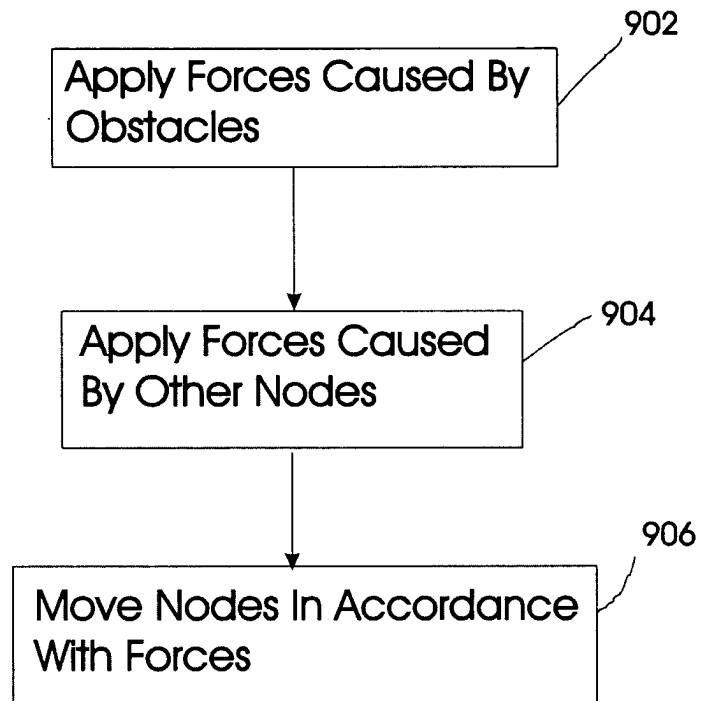 902
Apply Forces Caused By
Obstacles
904
Apply Forces Caused
By Other Nodes
906
Move Nodes In Accordance
With Forces